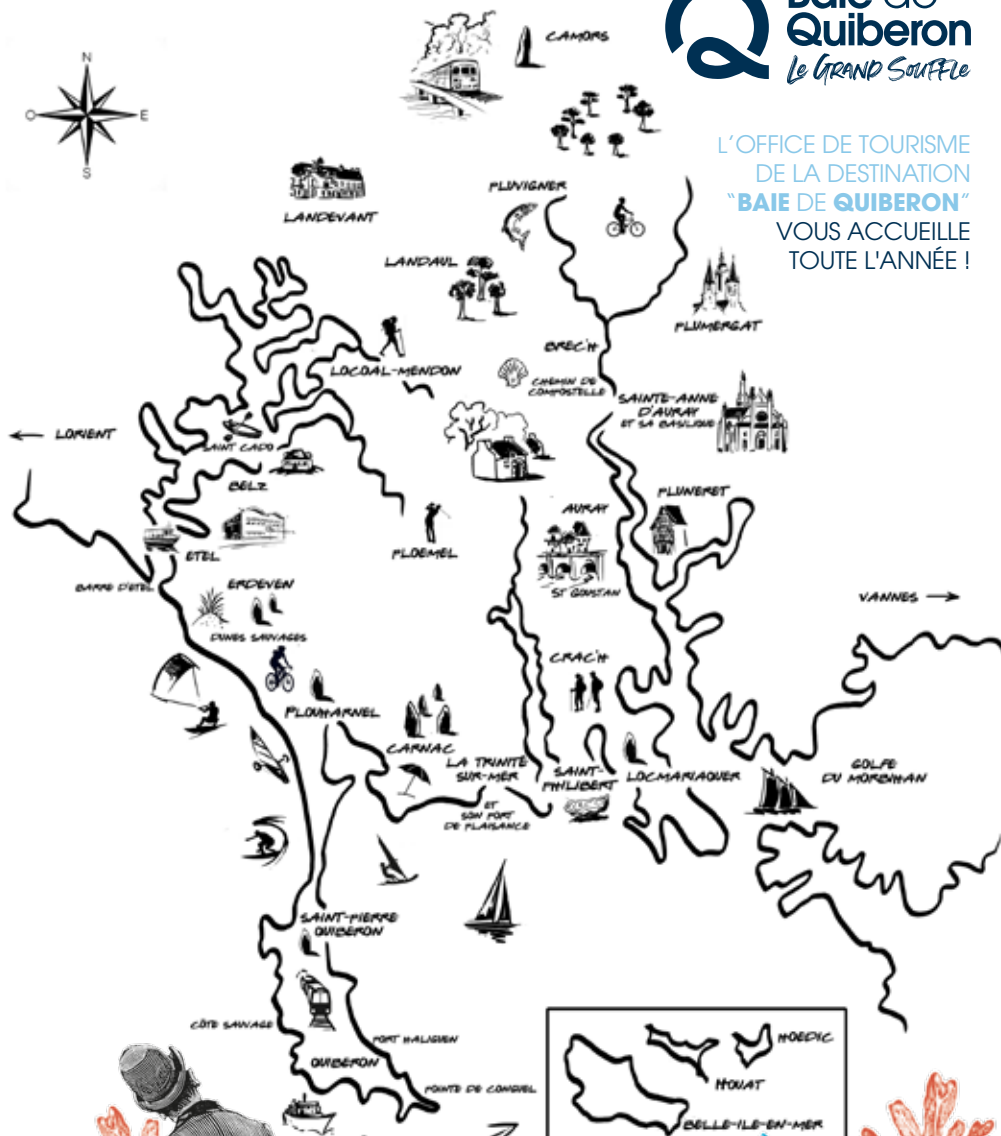 Baie de
Quiberon
Le GRAND SOUFFLe
L'OFFICE DE TOURISME
DE LA DESTINATION
"BAIE DE QUIBERON"
VOUS ACCUEILLE
TOUTE L'ANNÉE !
N
O
E
S
CAMORS
LANDEVANT
PLUVIGNER
LANDAUL
PLUMERGAT
BREC'H
LOCOAL-MENDON
CHEMIN DE
COMPOSTELLE
SAINTE-ANNE
D'AURAY
ET SA BASILIQUE
← LORIENT
SAINT CADO
BELZ
PLUNERET
AURAY
ETEL
PLOEMEL
BARRE D'ETEL
ERDEVEN
ST GOUSTAN
VANNES →
DUNES SAUVAGES
CRAC'H
PLOUHARNEL
CARNAC
LA TRINITÉ
SUR-MER
ET
SON PORT
DE PLAISANCE
SAINT-
PHILIBERT
LOCMARIAQUER
GOLFE
DU MORBIHAN
SAINT-PIERRE
QUIBERON
CÔTE SAUVAGE
PORT HALIGUEN
QUIBERON
POINTE DE CONGUEL
HOEDIC
HOUAT
BELLE-ILE-EN-MER